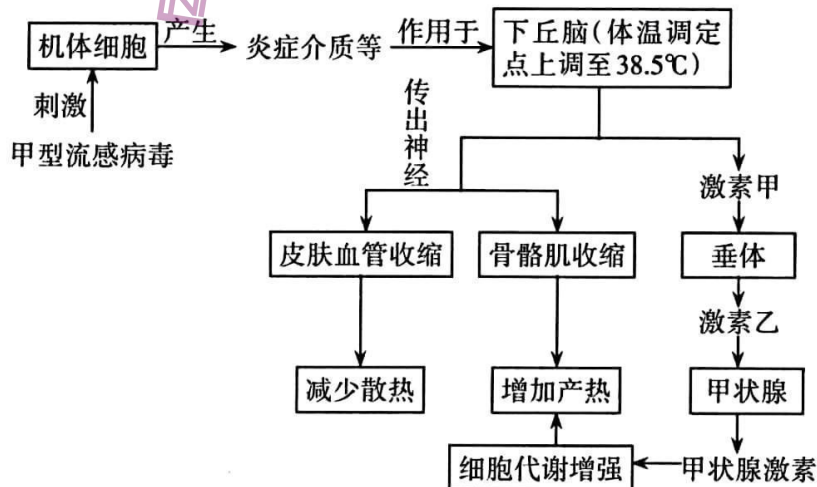 机体细胞
产生
炎症介质等
作用于
下丘脑(体温调定
点上调至38.5℃)
刺激
甲型流感病毒
传出神经
激素甲
皮肤血管收缩
骨骼肌收缩
垂体
激素乙
减少散热
增加产热
甲状腺
细胞代谢增强
甲状腺激素